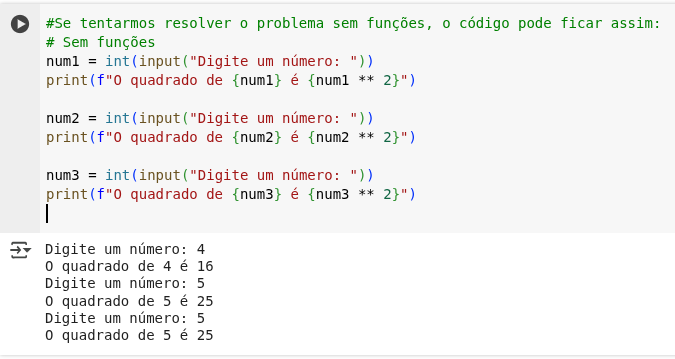 #Se tentarmos resolver o problema sem funções, o código pode ficar assim:
# Sem funções
num1 = int(input("Digite um número: "))
print(f"O quadrado de {num1} é {num1 ** 2}")
num2 = int(input("Digite um número: "))
print(f"O quadrado de {num2} é {num2 ** 2}")
num3 = int(input("Digite um número: "))
print(f"O quadrado de {num3} é {num3 ** 2}")
Digite um número: 4
O quadrado de 4 é 16
Digite um número: 5
O quadrado de 5 é 25
Digite um número: 5
O quadrado de 5 é 25